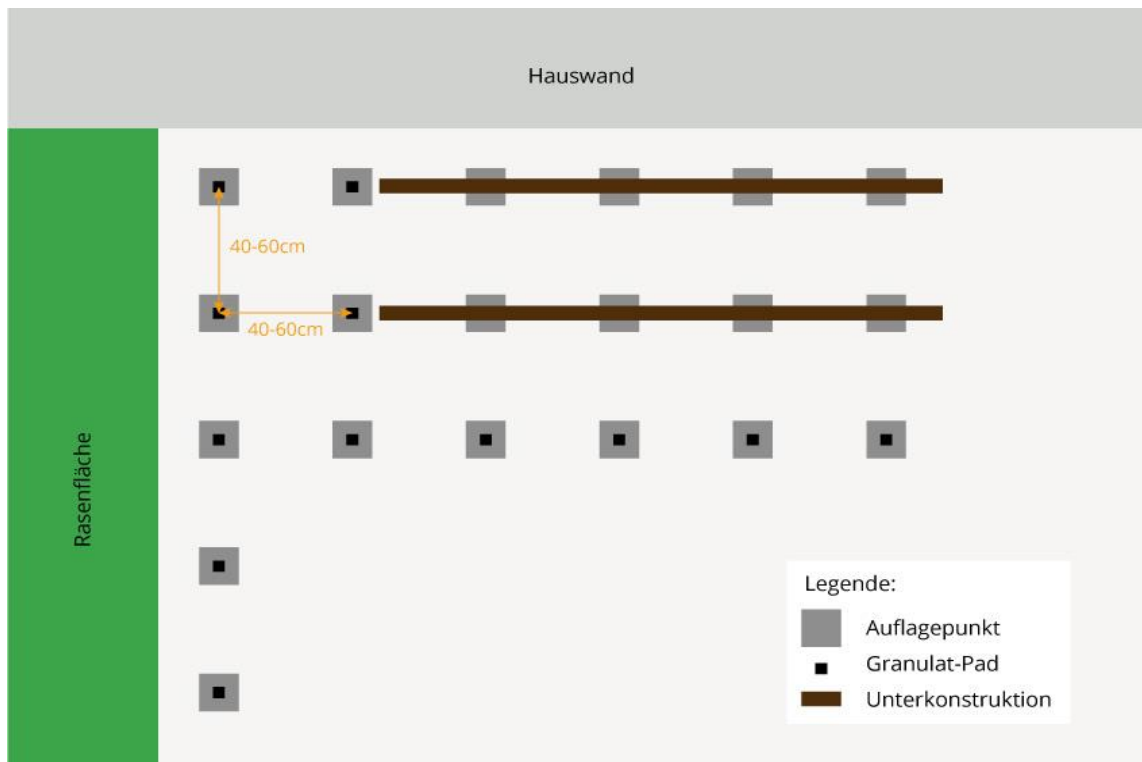 Hauswand
40-60cm
40-60cm
Rasenfläche
Legende:
Auflagepunkt
Granulat-Pad
Unterkonstruktion